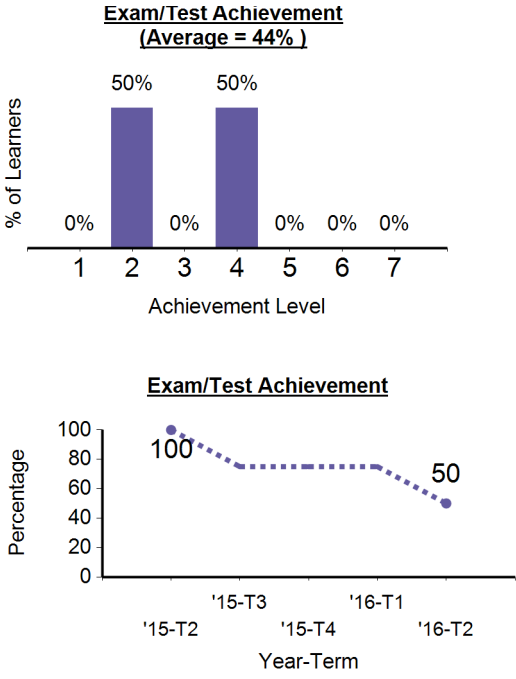 Exam/Test Achievement
(Average = 44% )
50% 50%
0% 0% 0% 0% 0%
% of Learners
1 2 3 4 5 6 7
Achievement Level
Exam/Test Achievement
100
80
60
40
20
0
Percentage
100
50
'15-T3 '16-T1
'15-T2 '15-T4 '16-T2
Year-Term